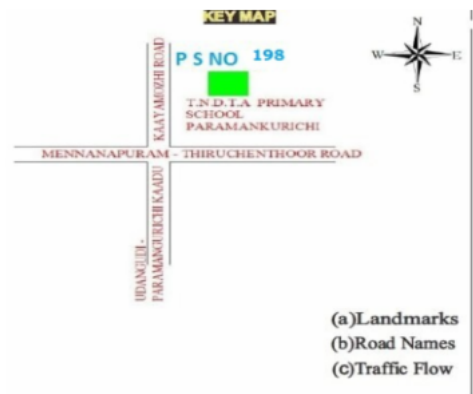 KEY MAP
N
W E
S
P S NO 198
T.N.D.T.A PRIMARY
SCHOOL
PARAMANKURICHI
KAAYAMOZHI ROAD
MENNANAPURAM - THIRUCHENTHOOR ROAD
UDANGUDI -
PARAMANGURICHI KAADU
(a)Landmarks
(b)Road Names
(c)Traffic Flow